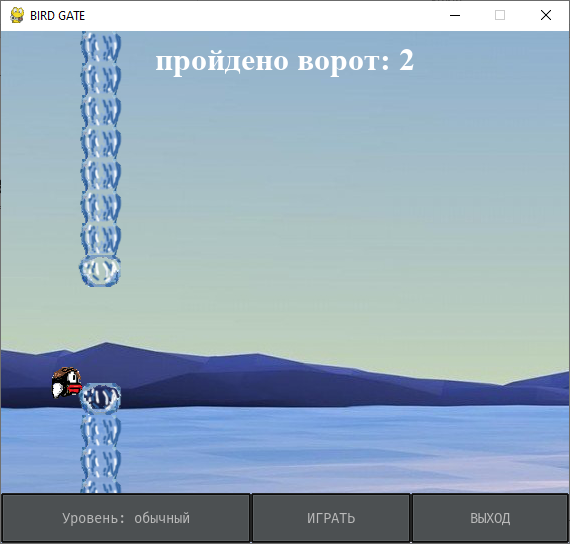 BIRD GATE
пройдено ворот: 2
Уровень: обычный
ИГРАТЬ
ВЫХОД